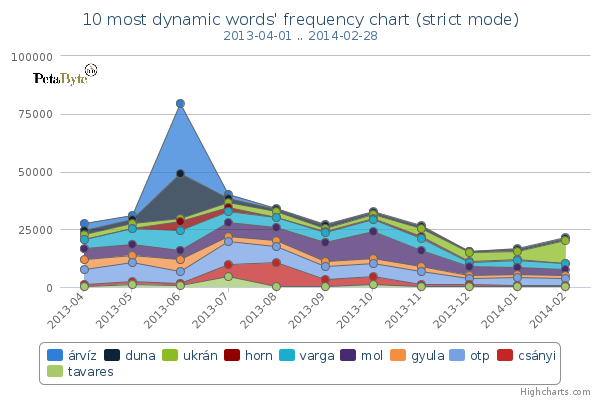 10 most dynamic words' frequency chart (strict mode)
2013-04-01 .. 2014-02-28
100000
PetaByte
75000
50000
25000
0
2013-04
2013-05
2013-06
2013-07
2013-08
2013-09
2013-10
2013-11
2013-12
2014-01
2014-02
árvíz duna ukrán horn varga mol gyula otp csányi
tavares
Highcharts.com